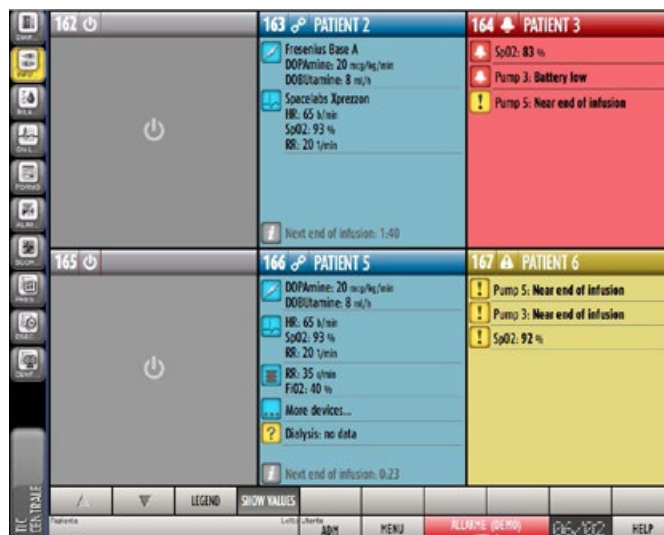 162
163 PATIENT 2
Fresenius Base A
DOPAmine: 20 mcg/kg/min
DOBUtamine: 8 ml/h
Spacelabs Xprezzon
HR: 65 b/min
SpO2: 93 %
RR: 20 1/min
Next end of infusion: 1:40
164 PATIENT 3
SpO2: 83 %
Pump 3: Battery low
Pump 5: Near end of infusion
165
166 PATIENT 5
DOPAmine: 20 mcg/kg/min
DOBUtamine: 8 ml/h
HR: 65 b/min
SpO2: 93 %
RR: 20 1/min
RR: 35 v/min
FiO2: 40 %
More devices...
Dialysis: no data
Next end of infusion: 0:23
167 PATIENT 6
Pump 5: Near end of infusion
Pump 3: Near end of infusion
SpO2: 92 %
LEGEND
SHOW VALUES
TIC
CENTRALE
ADM
MENU
ALLARME (DEMO)
HELP